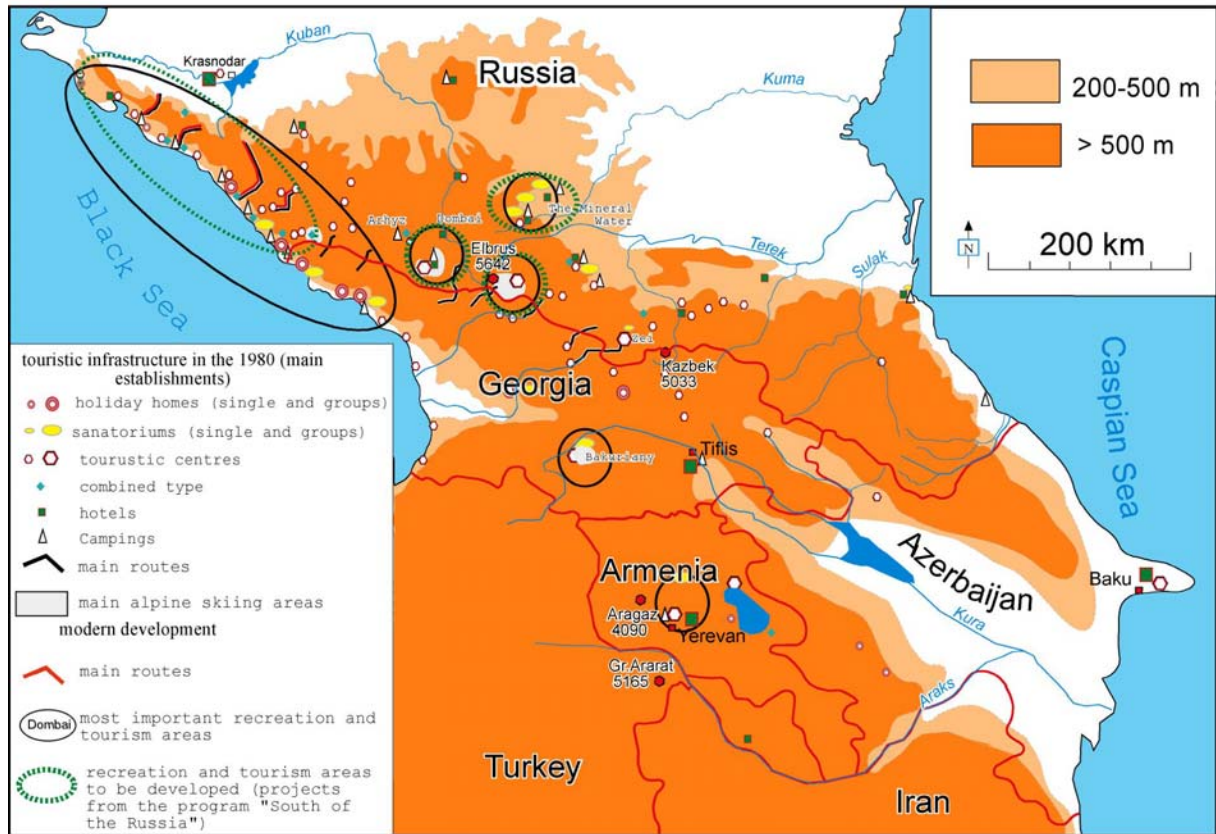 Kuban
Krasnodar
Russia
Kuma
200-500 m
> 500 m
Black Sea
The Mineral
Water
Arhyz
Dombai
Elbrus
5642
Terek
Sulak
N
200 km
touristic infrastructure in the 1980 (main
establishments)
holiday homes (single and groups)
sanatoriums (single and groups)
tourustic centres
combined type
hotels
Campings
main routes
main alpine skiing areas
modern development
main routes
Dombai
most important recreation and
tourism areas
recreation and tourism areas
to be developed (projects
from the program "South of
the Russia")
Zei
Kazbek
5033
Georgia
Caspian Sea
Bakuriany
Tiflis
Azerbaijan
Baku
Armenia
Aragaz
4090
Yerevan
Kura
Gr.Ararat
5165
Araks
Turkey
Iran